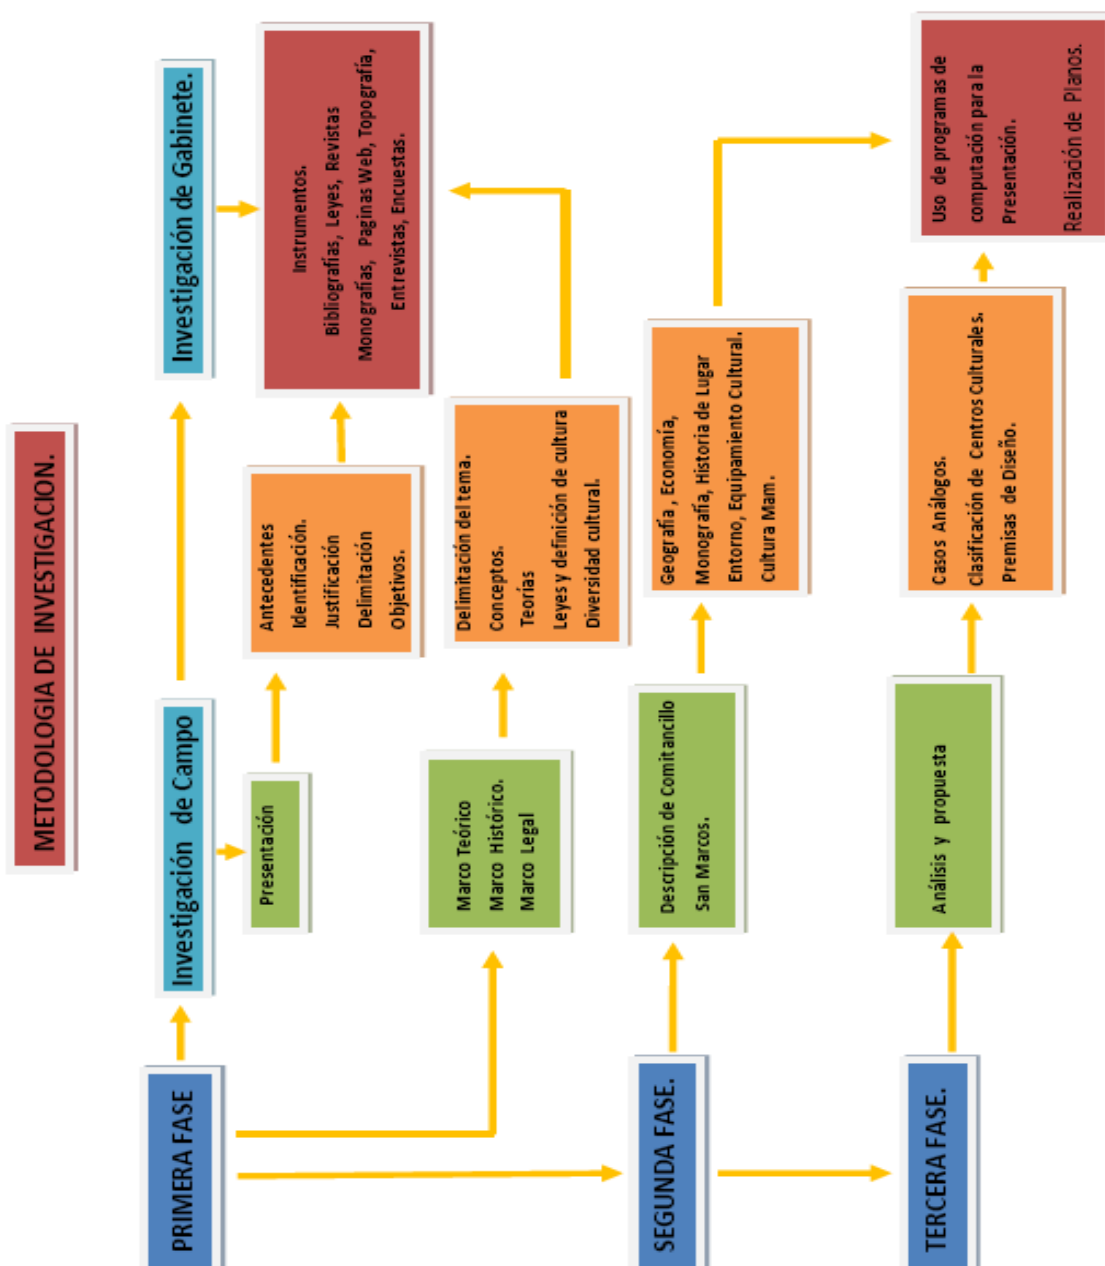 METODOLOGIA DE INVESTIGACION.
PRIMERA FASE
Investigación de Campo
Investigación de Gabinete.
Presentación
Antecedentes
Identificación.
Justificación
Delimitación
Objetivos.
Instrumentos.
Bibliografías, Leyes, Revistas
Monografías, Paginas Web, Topografía,
Entrevistas, Encuestas.
Marco Teórico
Marco Histórico.
Marco Legal
Delimitación del tema.
Conceptos.
Teorías
Leyes y definición de cultura
Diversidad cultural.
SEGUNDA FASE.
Descripción de Comitancillo
San Marcos.
Geografía , Economía,
Monografía, Historia de Lugar
Entorno, Equipamiento Cultural.
Cultura Mam.
TERCERA FASE.
Análisis y propuesta
Casos Análogos.
Clasificación de Centros Culturales.
Premisas de Diseño.
Uso de programas de
computación para la
Presentación.
Realización de Planos.